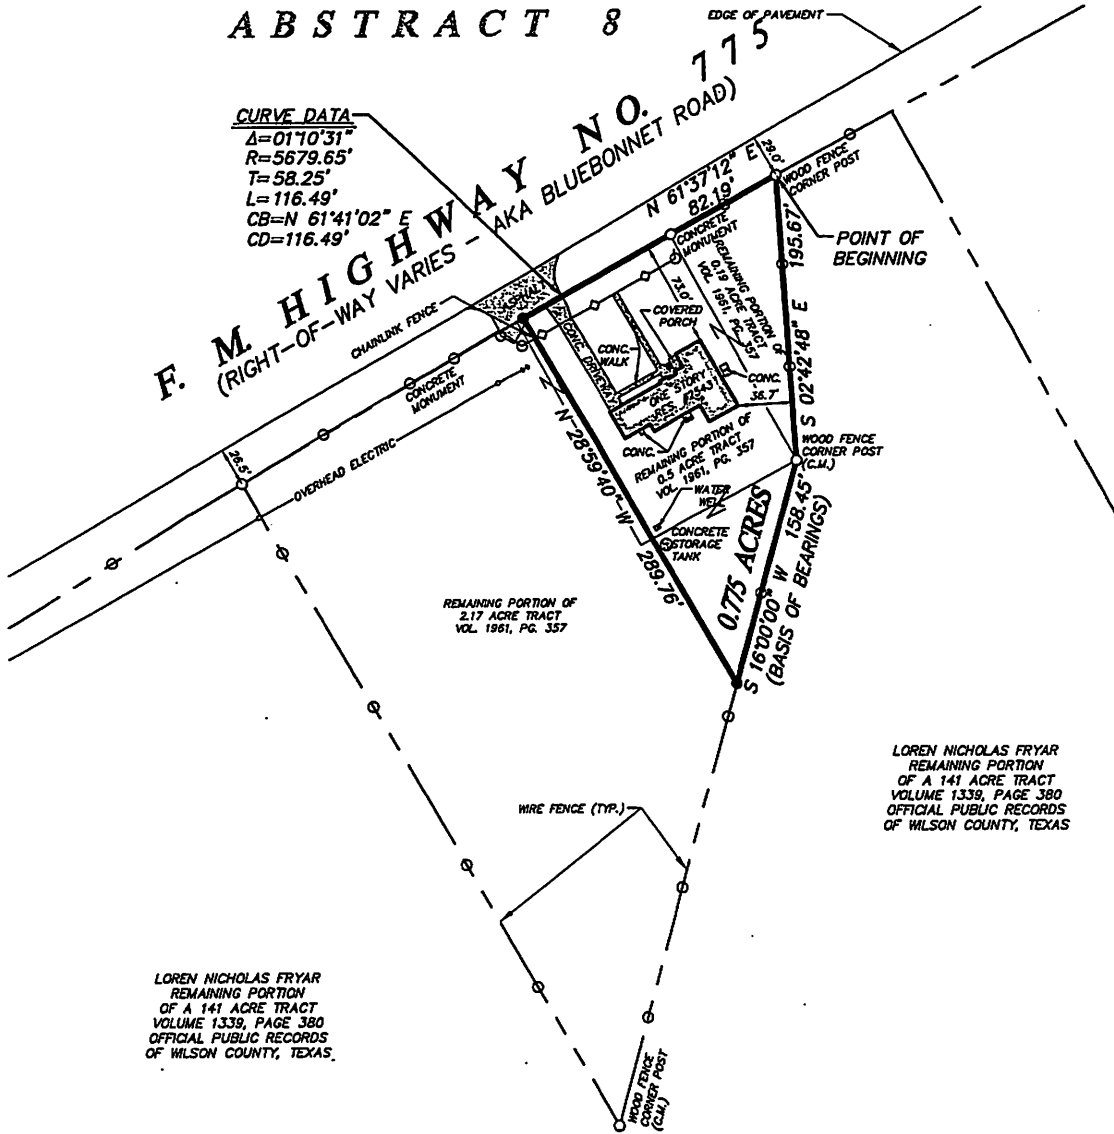 ABSTRACT 8
EDGE OF PAVEMENT
F. M. HIGHWAY NO. 775
(RIGHT-OF-WAY VARIES - AKA BLUEBONNET ROAD)
CURVE DATA
Δ=01°10'31"
R=5679.65'
T=58.25'
L=116.49'
CB=N 61°41'02" E
CD=116.49'
N 61°37'12" E
82.19'
29.0'
WOOD FENCE
CORNER POST
POINT OF
BEGINNING
CONCRETE
MONUMENT
S 02°42'48" E 195.67'
REMAINING PORTION OF
0.19 ACRE TRACT
VOL. 1961, PG. 357
73.0'
COVERED
PORCH
ASPHALT
CHAINLINK FENCE
CONC. DRIVEWAY
CONC.
WALK
ONE STORY
RES.
CONC.
38.7'
CONC.
CONCRETE
MONUMENT
OVERHEAD ELECTRIC
26.5'
REMAINING PORTION OF
0.5 ACRE TRACT
VOL. 1961, PG. 357
WOOD FENCE
CORNER POST
(C.M.)
WATER
WELL
CONCRETE
STORAGE
TANK
N 28°59'40" W 289.76'
0.775 ACRES
S 16°00'00" W 158.45'
(BASIS OF BEARINGS)
REMAINING PORTION OF
2.17 ACRE TRACT
VOL. 1961, PG. 357
LOREN NICHOLAS FRYAR
REMAINING PORTION
OF A 141 ACRE TRACT
VOLUME 1339, PAGE 380
OFFICIAL PUBLIC RECORDS
OF WILSON COUNTY, TEXAS
WIRE FENCE (TYP.)
LOREN NICHOLAS FRYAR
REMAINING PORTION
OF A 141 ACRE TRACT
VOLUME 1339, PAGE 380
OFFICIAL PUBLIC RECORDS
OF WILSON COUNTY, TEXAS
WOOD FENCE
CORNER POST
(C.M.)